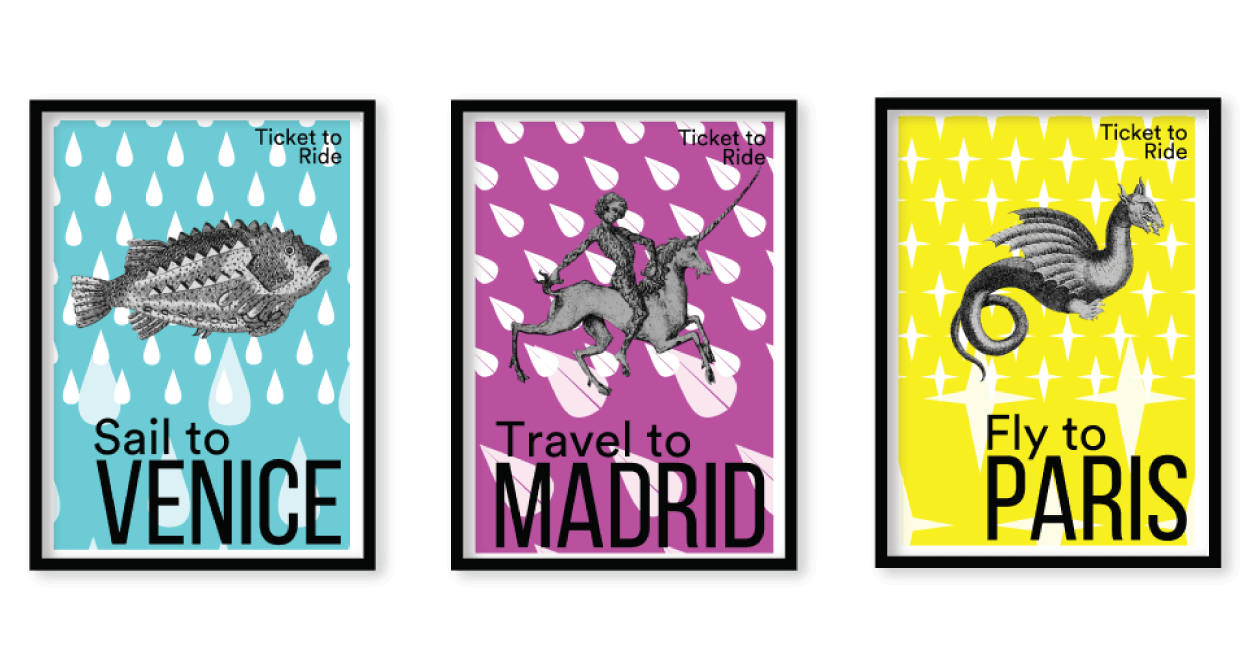 Ticket to
Ride
Sail to
VENICE
Ticket to
Ride
Travel to
MADRID
Ticket to
Ride
Fly to
PARIS